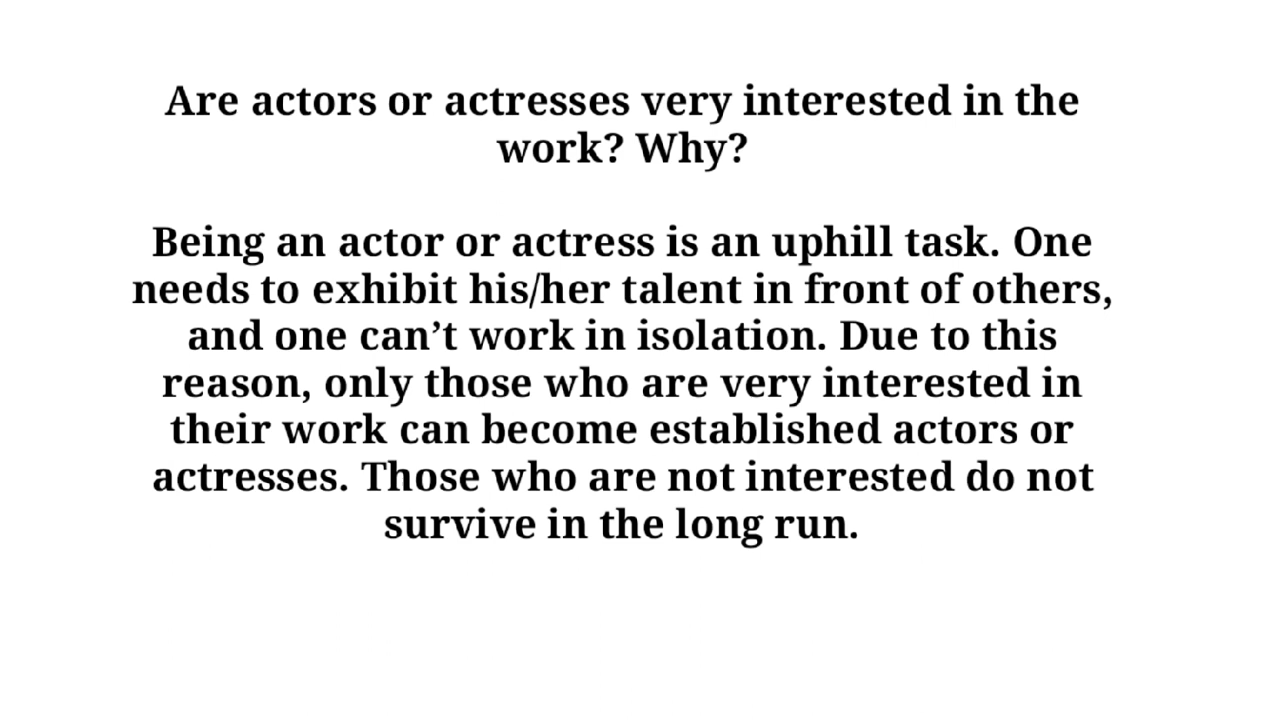 Are actors or actresses very interested in the
work? Why?
Being an actor or actress is an uphill task. One
needs to exhibit his/her talent in front of others,
and one can’t work in isolation. Due to this
reason, only those who are very interested in
their work can become established actors or
actresses. Those who are not interested do not
survive in the long run.